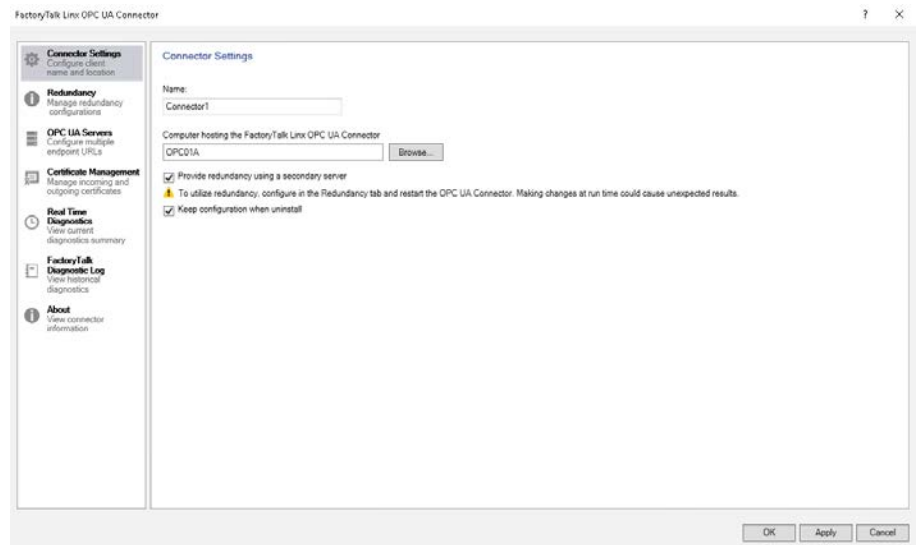 FactoryTalk Linx OPC UA Connector
?
Connector Settings
Configure client
name and location
Redundancy
Manage redundancy
configurations
OPC UA Servers
Configure multiple
endpoint URLs
Certificate Management
Manage incoming and
outgoing certificates
Real Time
Diagnostics
View current
diagnostics summary
FactoryTalk
Diagnostic Log
View historical
diagnostics
About
View connector
information
Connector Settings
Name:
Connector1
Computer hosting the FactoryTalk Linx OPC UA Connector
OPC01A
Browse...
Provide redundancy using a secondary server
To utilize redundancy, configure in the Redundancy tab and restart the OPC UA Connector. Making changes at run time could cause unexpected results.
Keep configuration when uninstall
OK
Apply
Cancel